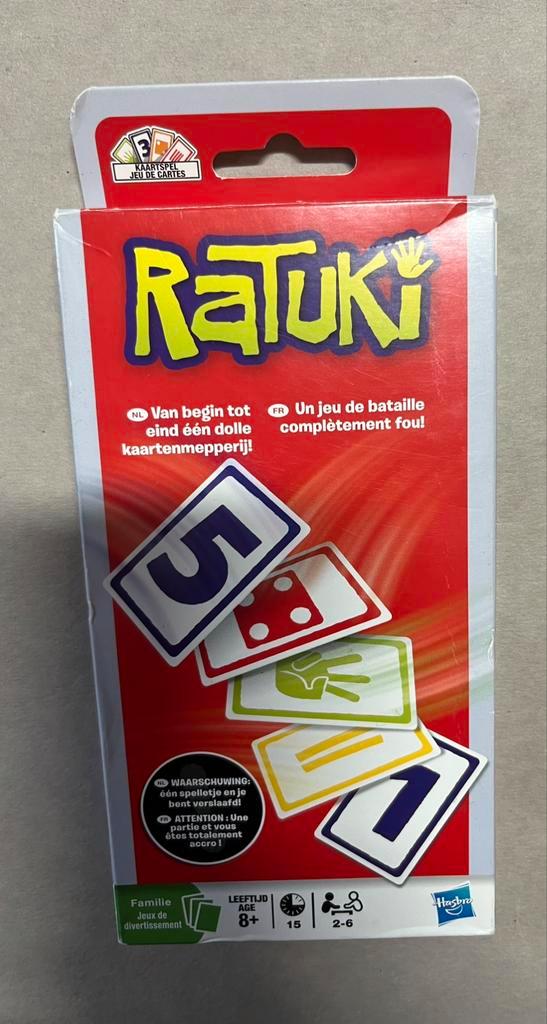 3
KAARTSPEL
JEU DE CARTES
RATUKi
NL Van begin tot
eind één dolle
kaartenmepperij!
FR Un jeu de bataille
complètement fou!
5
1
NL WAARSCHUWING:
één spelletje en je
bent verslaafd!
FR ATTENTION : Une
partie et vous
êtes totalement
accro !
Familie
Jeux de
divertissement
LEEFTIJD
AGE
8+
15
2-6
Hasbro